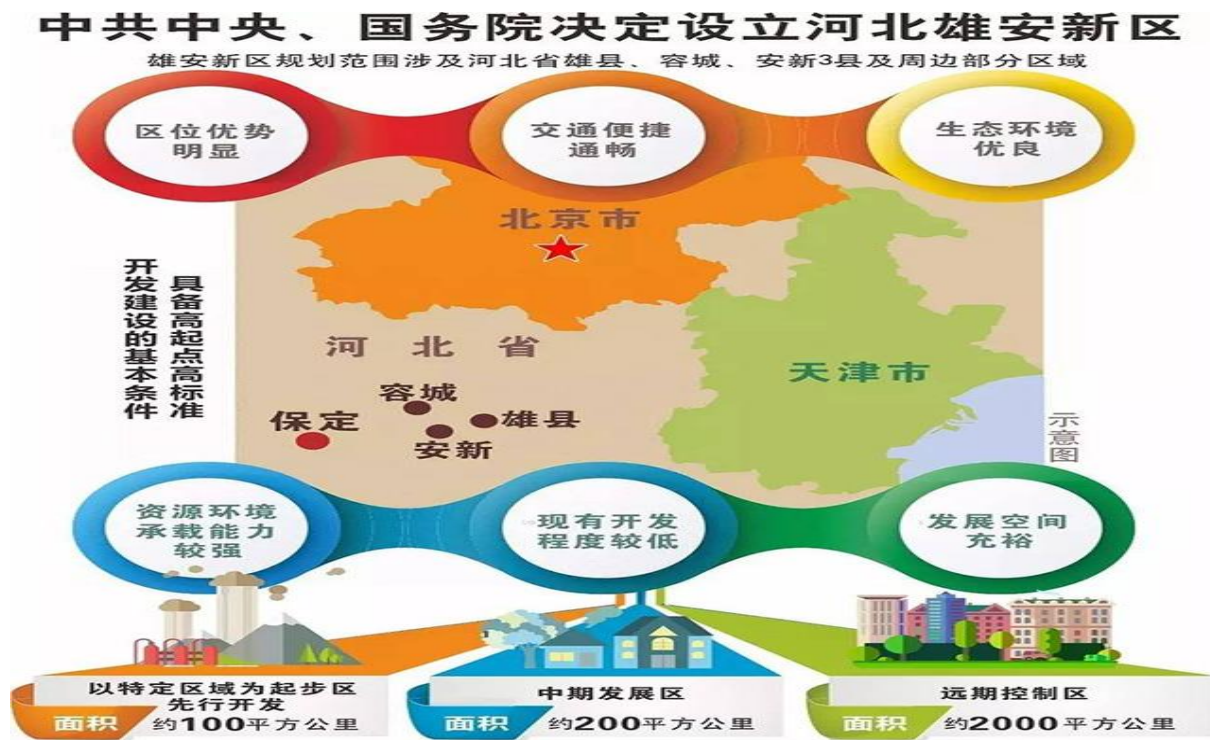 中共中央、国务院决定设立河北雄安新区
雄安新区规划范围涉及河北省雄县、容城、安新3县及周边部分区域
区位优势
明显
交通便捷
通畅
生态环境
优良
具备高起点高标准
开发建设的基本条件
北京市
河北省
天津市
容城
保定
雄县
安新
示意图
资源环境
承载能力
较强
现有开发
程度较低
发展空间
充裕
以特定区域为起步区
先行开发
面积 约100平方公里
中期发展区
面积 约200平方公里
远期控制区
面积 约2000平方公里